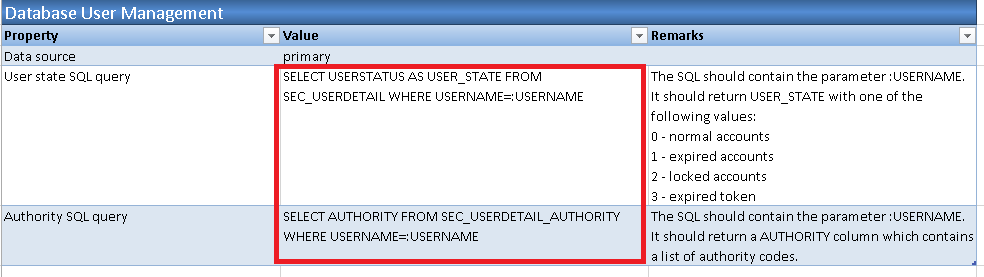 Database User Management
Property Value Remarks
Data source primary
User state SQL query
SELECT USERSTATUS AS USER_STATE FROM
SEC_USERDETAIL WHERE USERNAME=:USERNAME
The SQL should contain the parameter :USERNAME.
It should return USER_STATE with one of the
following values:
0 - normal accounts
1 - expired accounts
2 - locked accounts
3 - expired token
Authority SQL query
SELECT AUTHORITY FROM SEC_USERDETAIL_AUTHORITY
WHERE USERNAME=:USERNAME
The SQL should contain the parameter :USERNAME.
It should return a AUTHORITY column which contains
a list of authority codes.